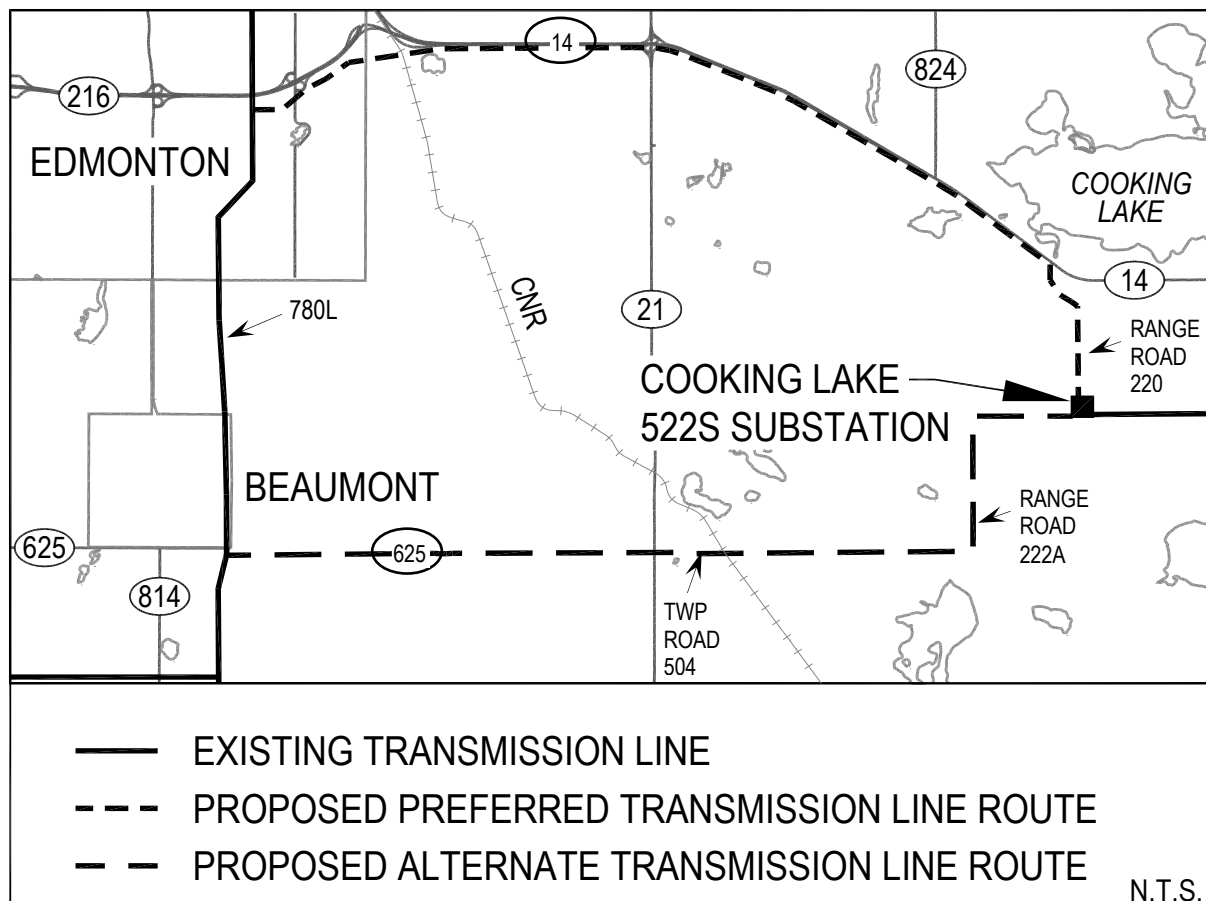 14
824
216
EDMONTON
COOKING
LAKE
14
780L
CNR
21
RANGE
ROAD
220
COOKING LAKE
522S SUBSTATION
BEAUMONT
RANGE
ROAD
222A
625
625
814
TWP
ROAD
504
EXISTING TRANSMISSION LINE
PROPOSED PREFERRED TRANSMISSION LINE ROUTE
PROPOSED ALTERNATE TRANSMISSION LINE ROUTE
N.T.S.